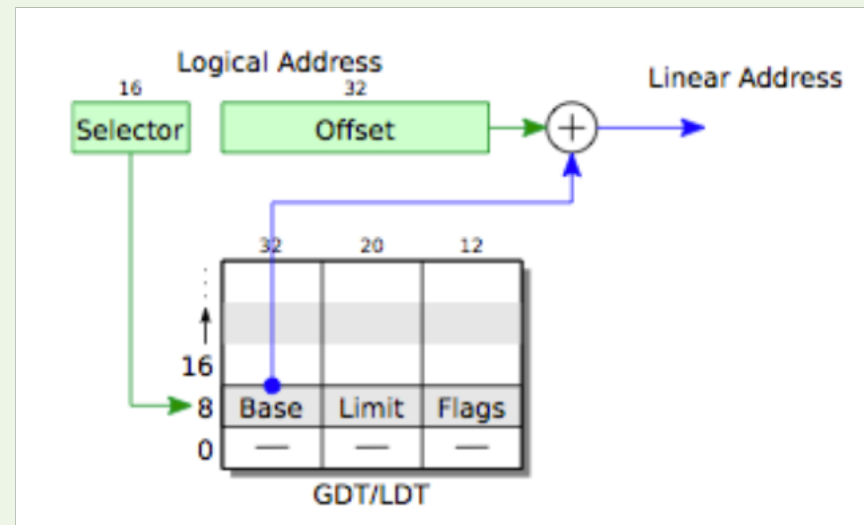 Logical Address
Linear Address
16
32
Selector
Offset
32
20
12
16
8
Base
Limit
Flags
0
— — —
GDT/LDT